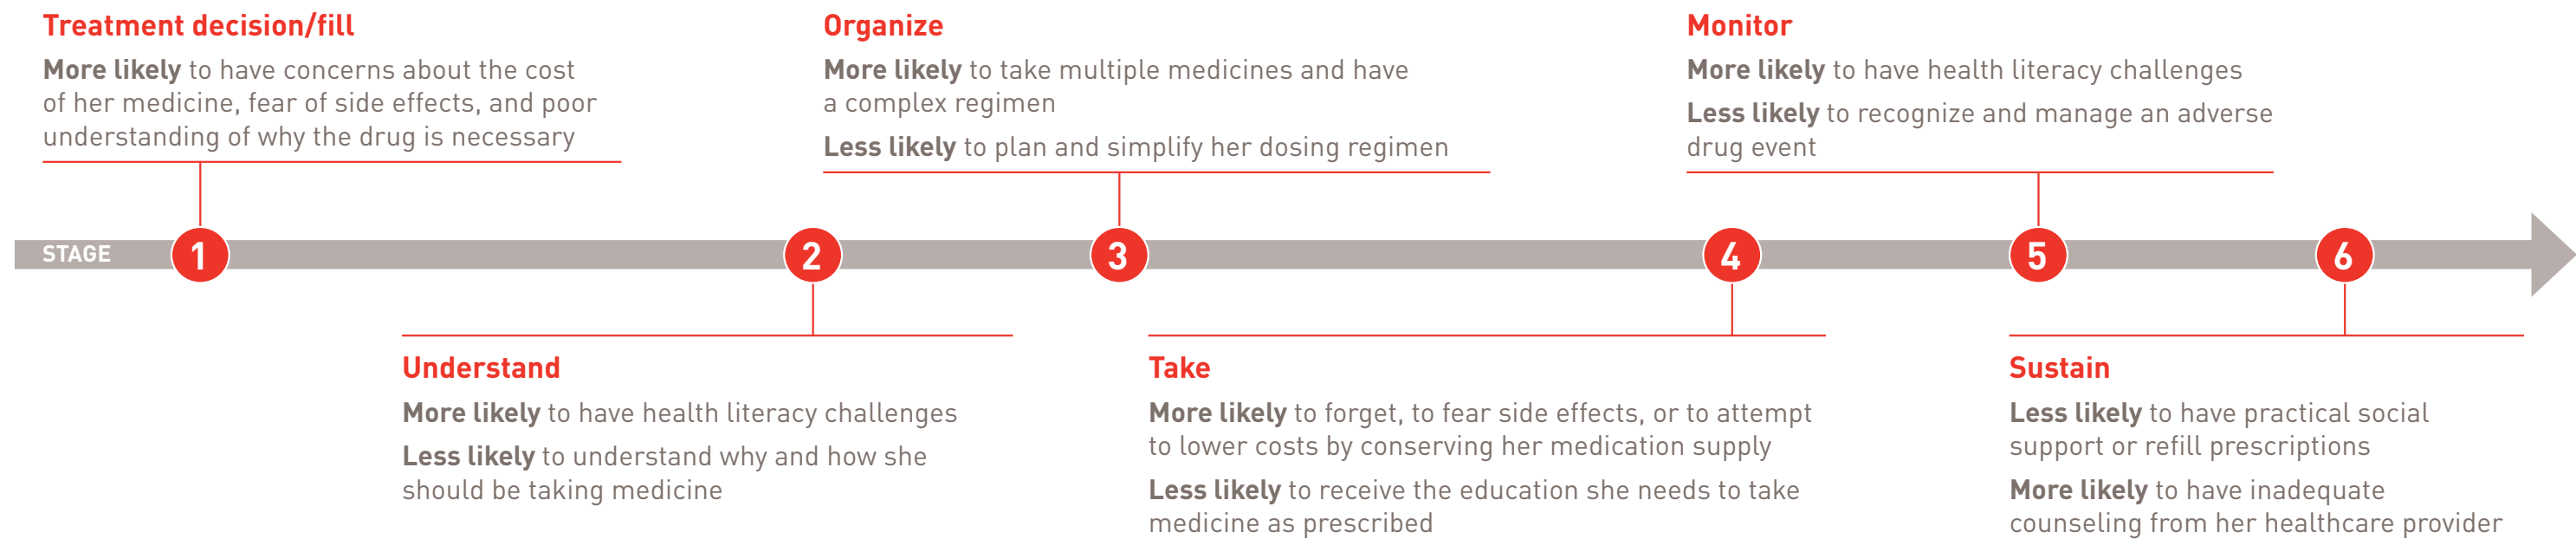 Treatment decision/fill
More likely to have concerns about the cost
of her medicine, fear of side effects, and poor
understanding of why the drug is necessary
Organize
More likely to take multiple medicines and have
a complex regimen
Less likely to plan and simplify her dosing regimen
Monitor
More likely to have health literacy challenges
Less likely to recognize and manage an adverse
drug event
STAGE 1 2 3 4 5 6
Understand
More likely to have health literacy challenges
Less likely to understand why and how she
should be taking medicine
Take
More likely to forget, to fear side effects, or to attempt
to lower costs by conserving her medication supply
Less likely to receive the education she needs to take
medicine as prescribed
Sustain
Less likely to have practical social
support or refill prescriptions
More likely to have inadequate
counseling from her healthcare provider